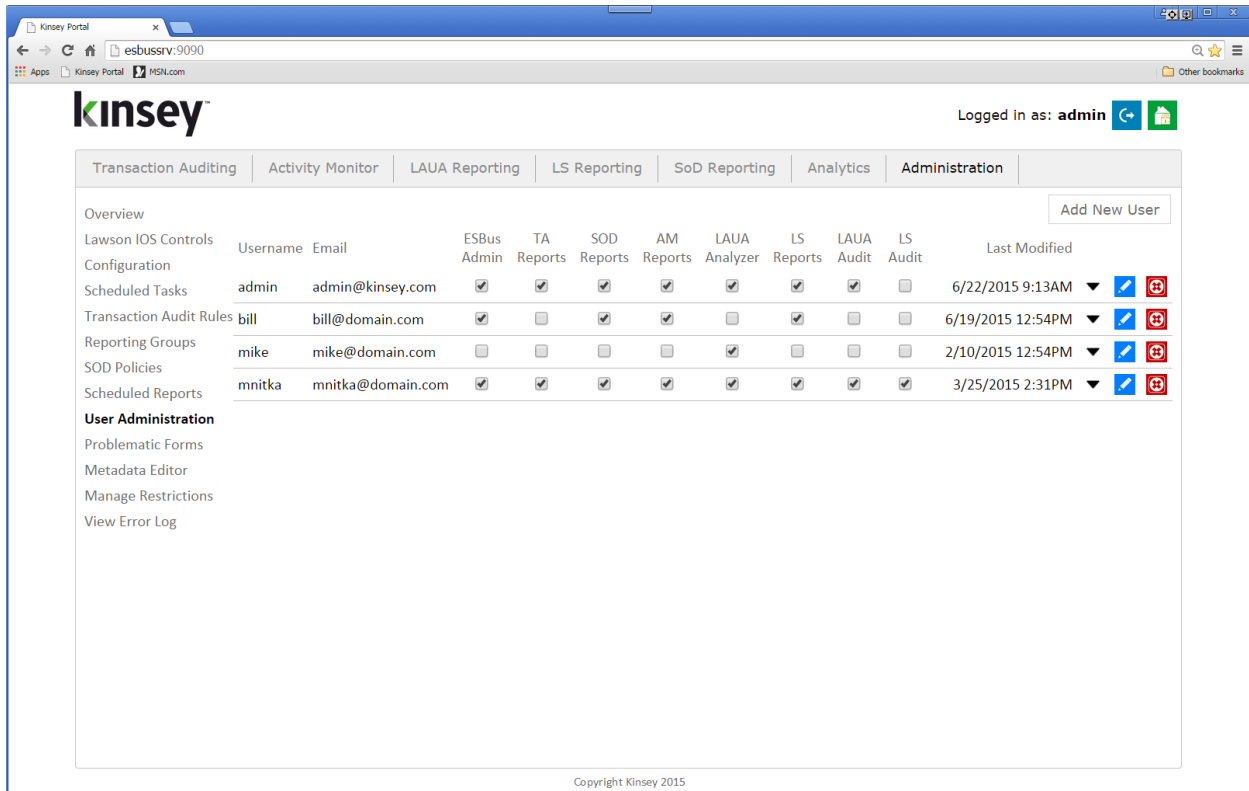 Kinsey Portal
esbussrv:9090
Apps Kinsey Portal MSN.com Other bookmarks
kinsey™
Logged in as: admin
Transaction Auditing Activity Monitor LAUA Reporting LS Reporting SoD Reporting Analytics Administration
Add New User
Overview
Lawson IOS Controls
Configuration
Scheduled Tasks
Transaction Audit Rules
Reporting Groups
SOD Policies
Scheduled Reports
User Administration
Problematic Forms
Metadata Editor
Manage Restrictions
View Error Log
Username Email ESBus Admin TA Reports SOD Reports AM Reports LAUA Analyzer LS Reports LAUA Audit LS Audit Last Modified
admin admin@kinsey.com 6/22/2015 9:13AM
bill bill@domain.com 6/19/2015 12:54PM
mike mike@domain.com 2/10/2015 12:54PM
mnitka mnitka@domain.com 3/25/2015 2:31PM
Copyright Kinsey 2015